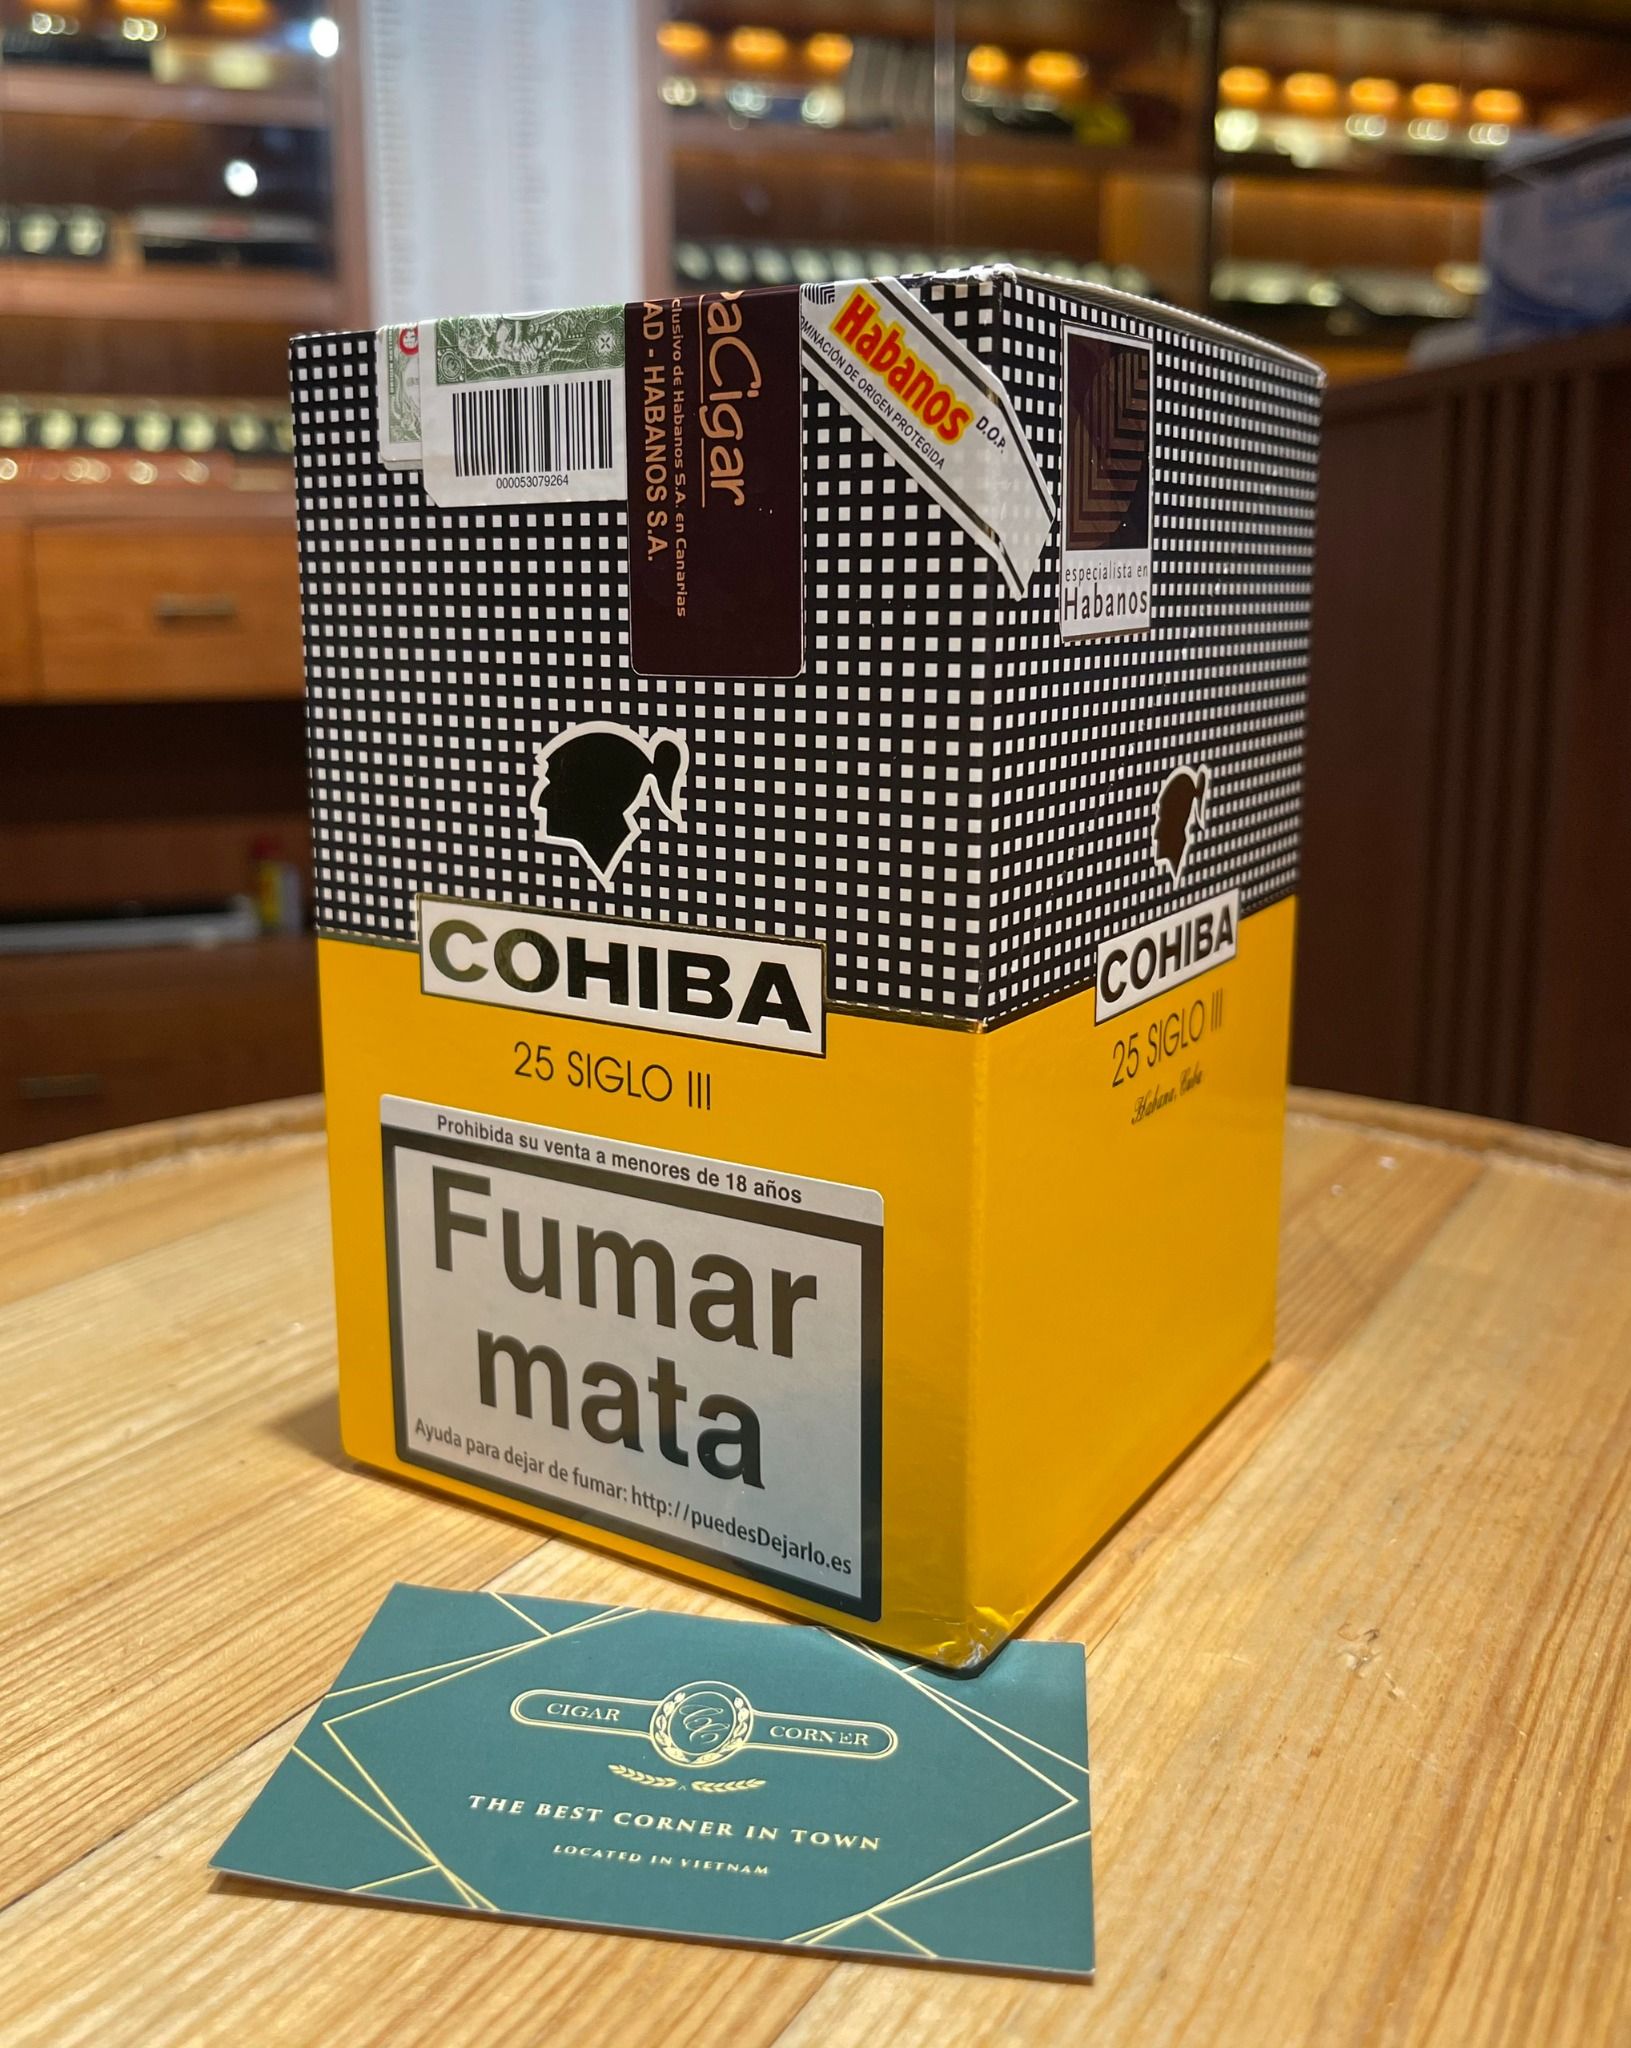 000053079264
aCigar
clusivo de Habanos S.A. en Canarias
AD - HABANOS S.A.
Habanos
D.O.P.
OMINACIÓN DE ORIGEN PROTEGIDA
especialista en
Habanos
COHIBA
25 SIGLO III
COHIBA
25 SIGLO III
Habana, Cuba
Prohibida su venta a menores de 18 años
Fumar
mata
Ayuda para dejar de fumar: http://puedesDejarlo.es
CIGAR CC CORNER
THE BEST CORNER IN TOWN
LOCATED IN VIETNAM